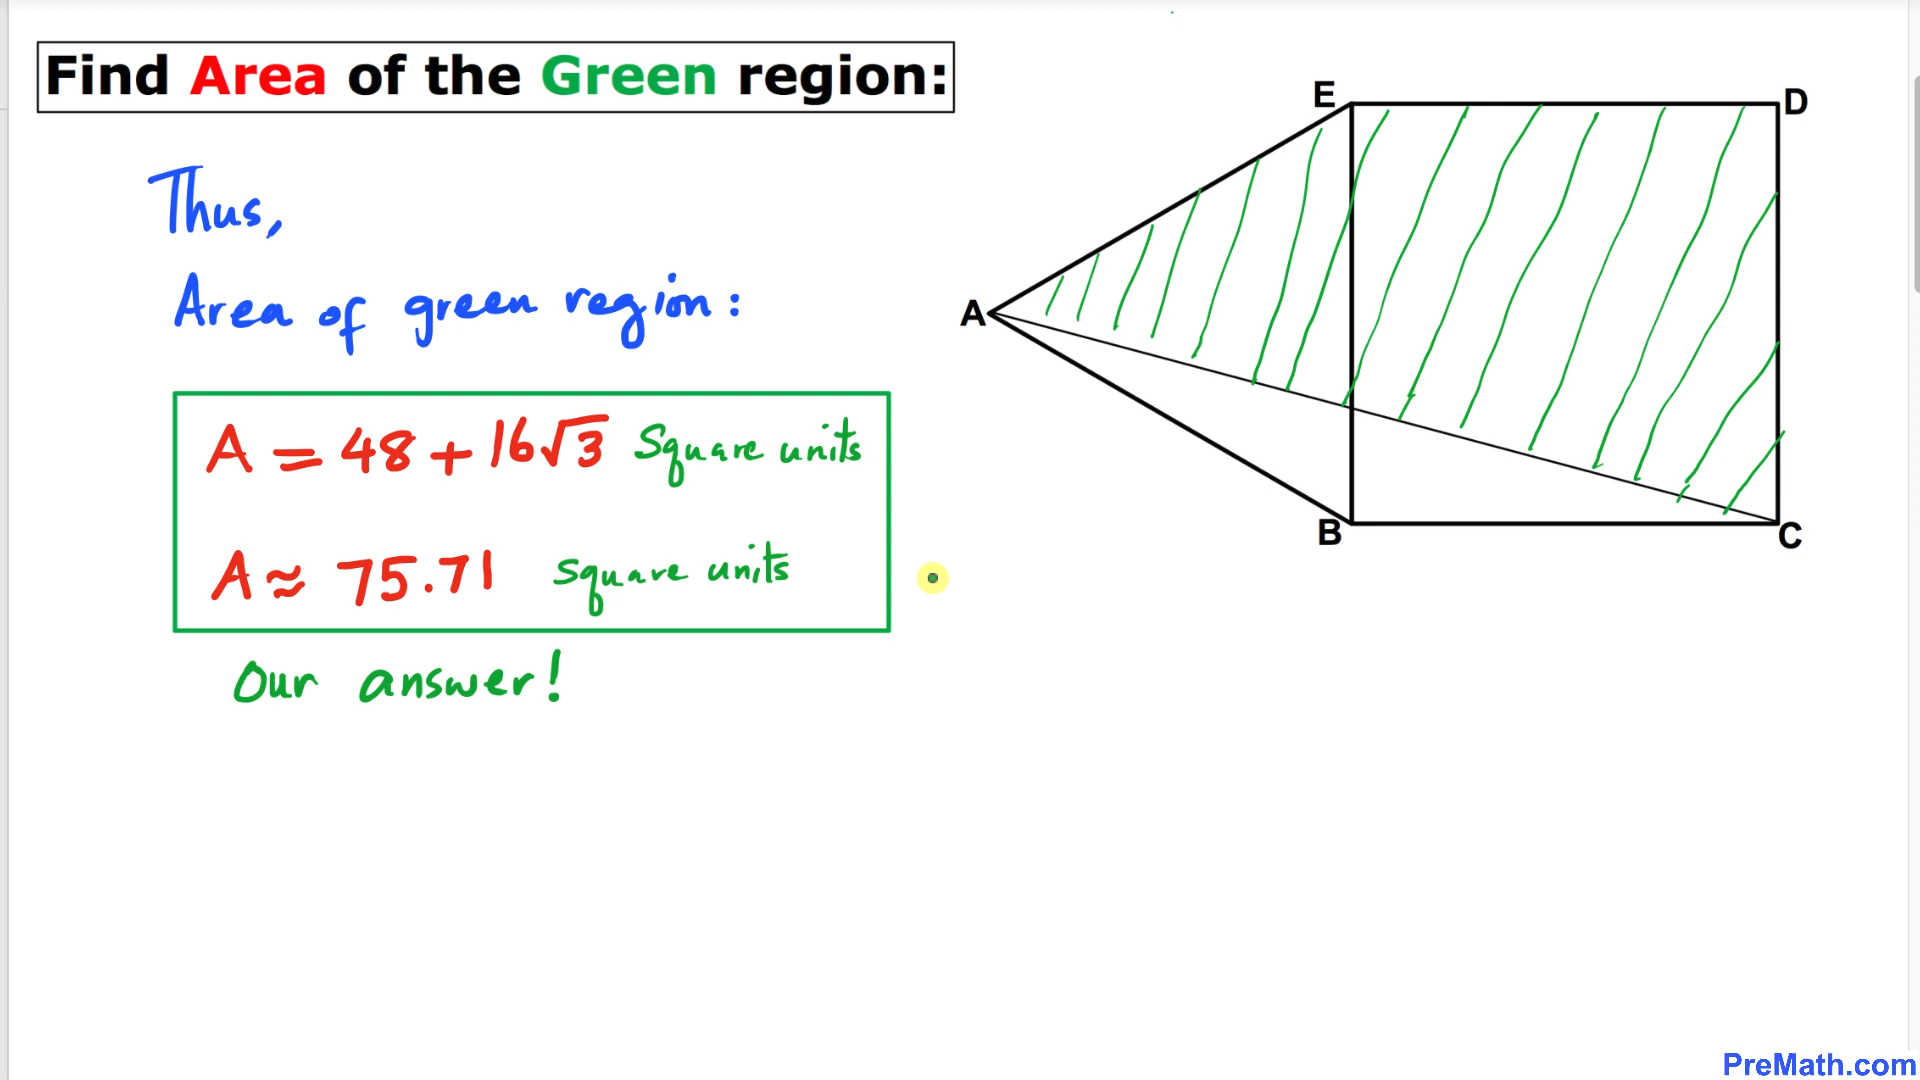 Find Area of the Green region:
Thus,
Area of green region:
A = 48 + 16√3 Square units
A ≈ 75.71 square units
Our answer!
E
D
A
B
C
PreMath.com